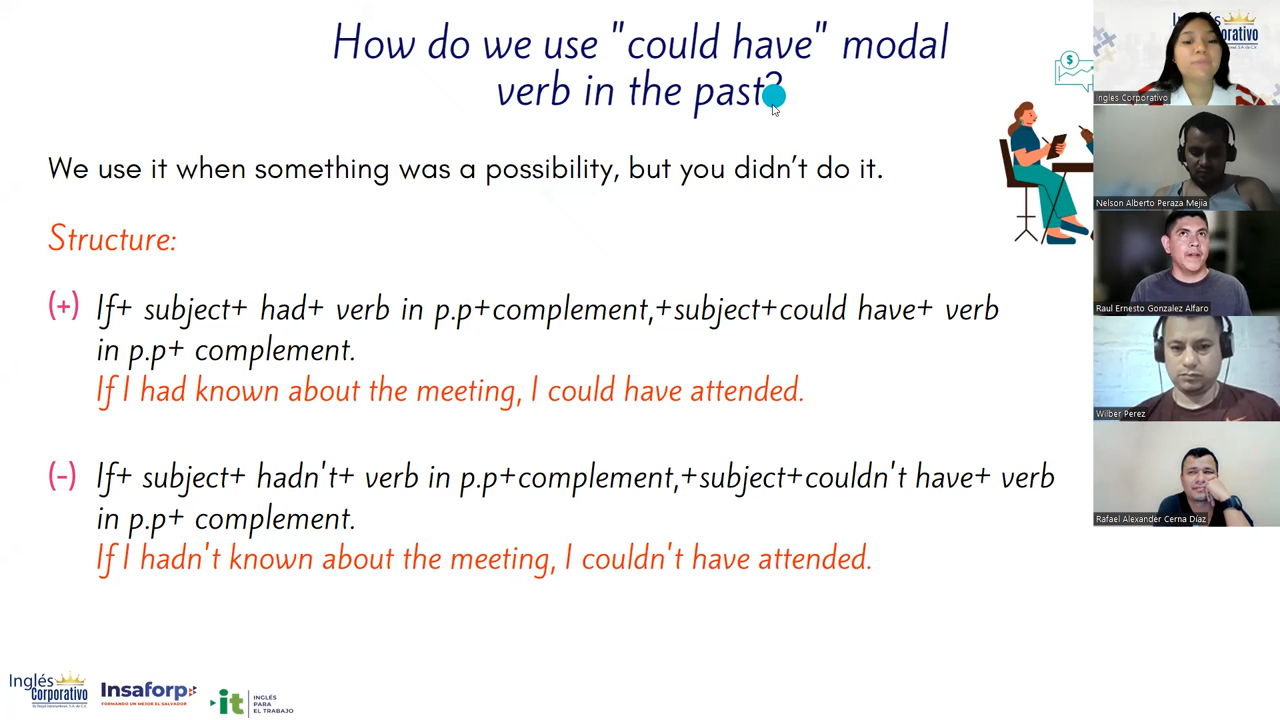 How do we use "could have" modal
verb in the past?
We use it when something was a possibility, but you didn't do it.
Structure:
(+) If+ subject+ had+ verb in p.p+complement,+subject+could have+ verb
in p.p+ complement.
If I had known about the meeting, I could have attended.
(-) If+ subject+ hadn't+ verb in p.p+complement,+subject+couldn't have+ verb
in p.p+ complement.
If I hadn't known about the meeting, I couldn't have attended.
Inglés
Corporativo
Insaforp
FORMANDO UN MEJOR EL SALVADOR
it
INGLÉS
PARA
EL TRABAJO
$
Ingles Corporativo
Nelson Alberto Peraza Mejia
Raul Ernesto Gonzalez Alfaro
Wilber Perez
Rafael Alexander Cerna Díaz